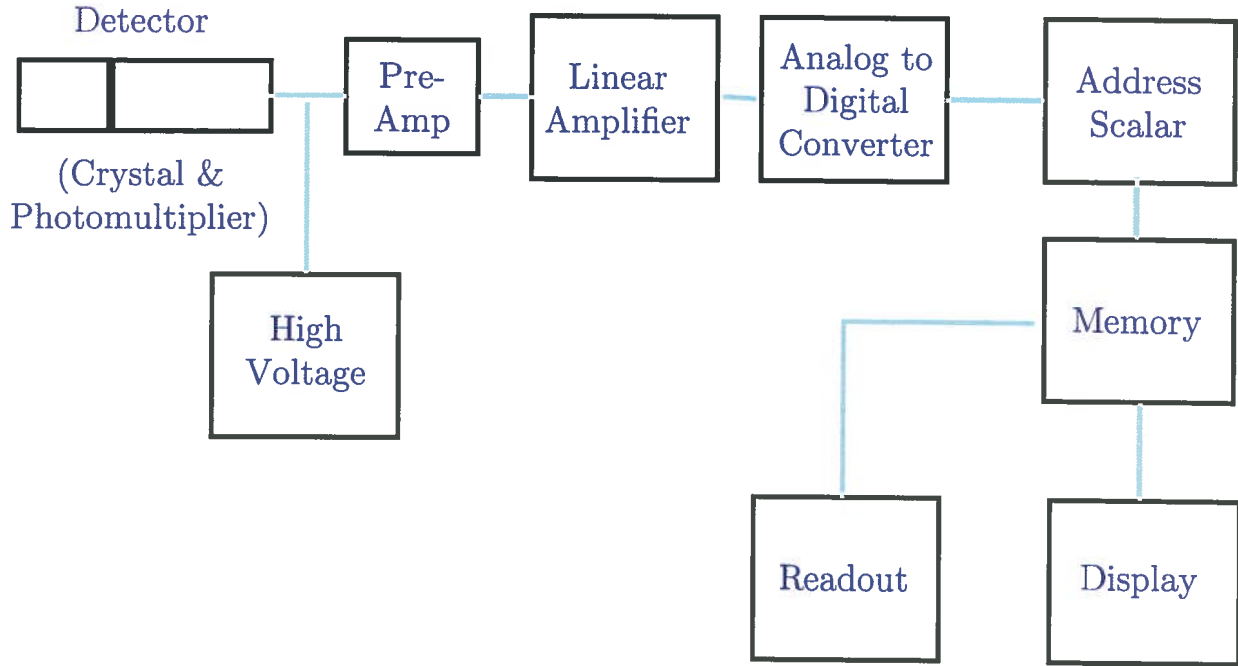 Detector
(Crystal &
Photomultiplier)
High
Voltage
Pre-
Amp
Linear
Amplifier
Analog to
Digital
Converter
Address
Scalar
Memory
Readout
Display